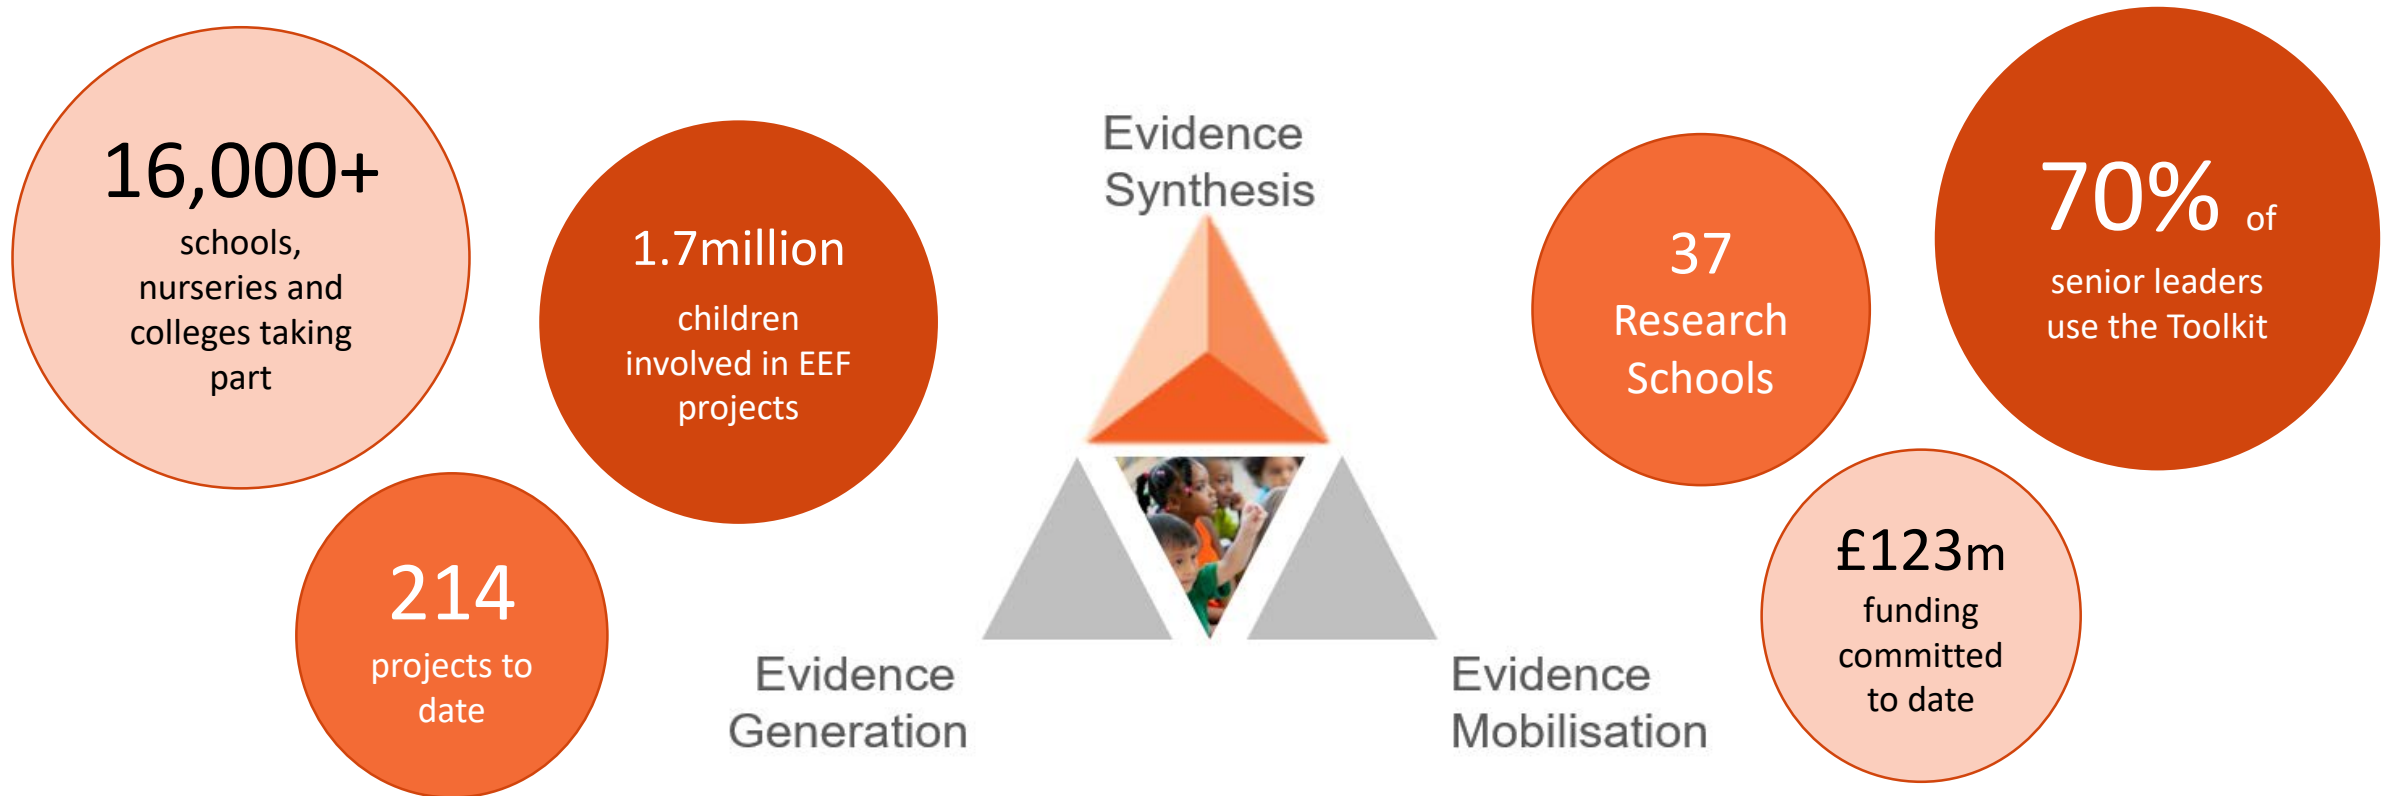 16,000+
schools,
nurseries and
colleges taking
part
1.7million
children
involved in EEF
projects
214
projects to
date
Evidence
Synthesis
Evidence
Generation
Evidence
Mobilisation
37
Research
Schools
70% of
senior leaders
use the Toolkit
£123m
funding
committed
to date